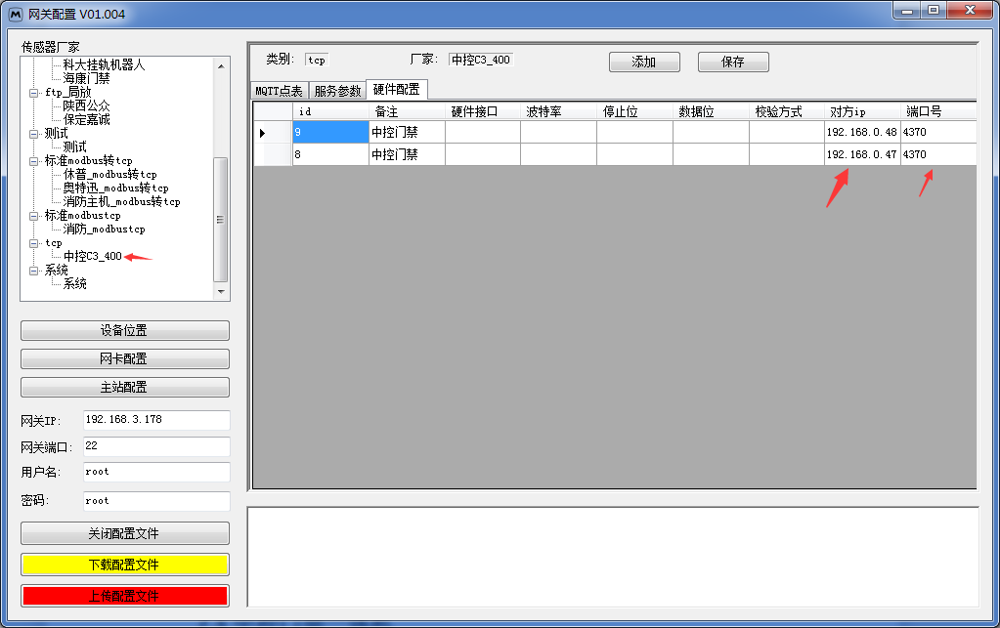 网关配置 V01.004
传感器厂家
科大挂轨机器人
海康门禁
ftp_局放
陕西公众
保定嘉诚
测试
测试
标准modbus转tcp
休普_modbus转tcp
奥特迅_modbus转tcp
消防主机_modbus转tcp
标准modbustcp
消防_modbustcp
tcp
中控C3_400
系统
系统
设备位置
网卡配置
主站配置
网关IP: 192.168.3.178
网关端口: 22
用户名: root
密码: root
关闭配置文件
下载配置文件
上传配置文件
类别: tcp 厂家: 中控C3_400 添加 保存
MQTT点表 服务参数 硬件配置
id 备注 硬件接口 波特率 停止位 数据位 校验方式 对方ip 端口号
9 中控门禁 192.168.0.48 4370
8 中控门禁 192.168.0.47 4370